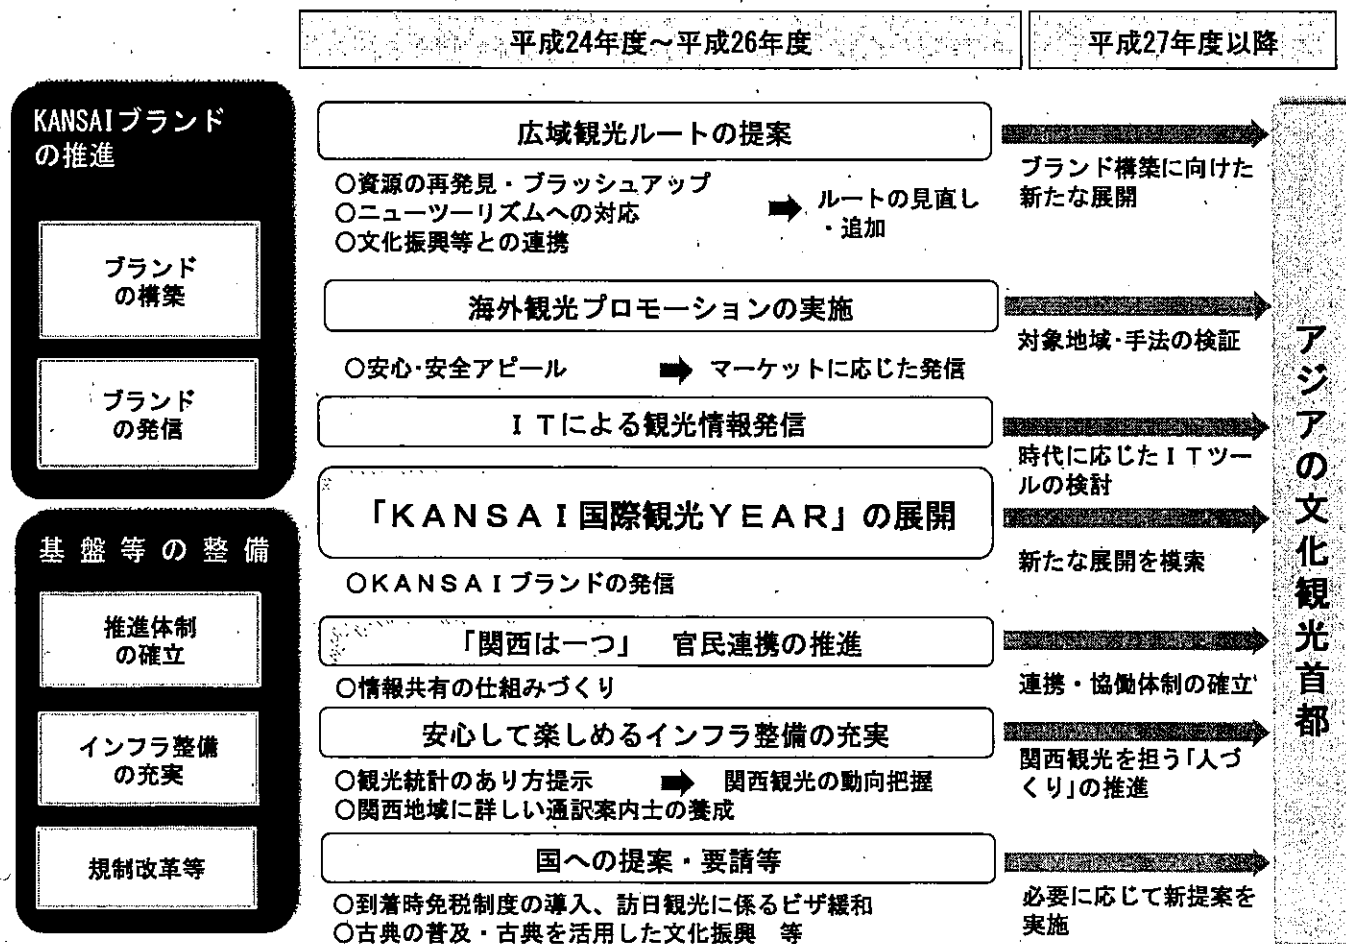 平成24年度～平成26年度
平成27年度以降
KANSAIブランド
の推進
ブランド
の構築
ブランド
の発信
基盤等の整備
推進体制
の確立
インフラ整備
の充実
規制改革等
広域観光ルートの提案
○資源の再発見・ブラッシュアップ
○ニューツーリズムへの対応
○文化振興等との連携
ルートの見直し
・追加
ブランド構築に向けた
新たな展開
海外観光プロモーションの実施
○安心・安全アピール
マーケットに応じた発信
対象地域・手法の検証
ＩＴによる観光情報発信
時代に応じたＩＴツー
ルの検討
「ＫＡＮＳＡＩ国際観光ＹＥＡＲ」の展開
○ＫＡＮＳＡＩブランドの発信
新たな展開を模索
「関西は一つ」　官民連携の推進
○情報共有の仕組みづくり
連携・協働体制の確立
安心して楽しめるインフラ整備の充実
○観光統計のあり方提示
関西観光の動向把握
○関西地域に詳しい通訳案内士の養成
関西観光を担う「人づ
くり」の推進
国への提案・要請等
○到着時免税制度の導入、訪日観光に係るビザ緩和
○古典の普及・古典を活用した文化振興　等
必要に応じて新提案を
実施
アジアの文化観光首都